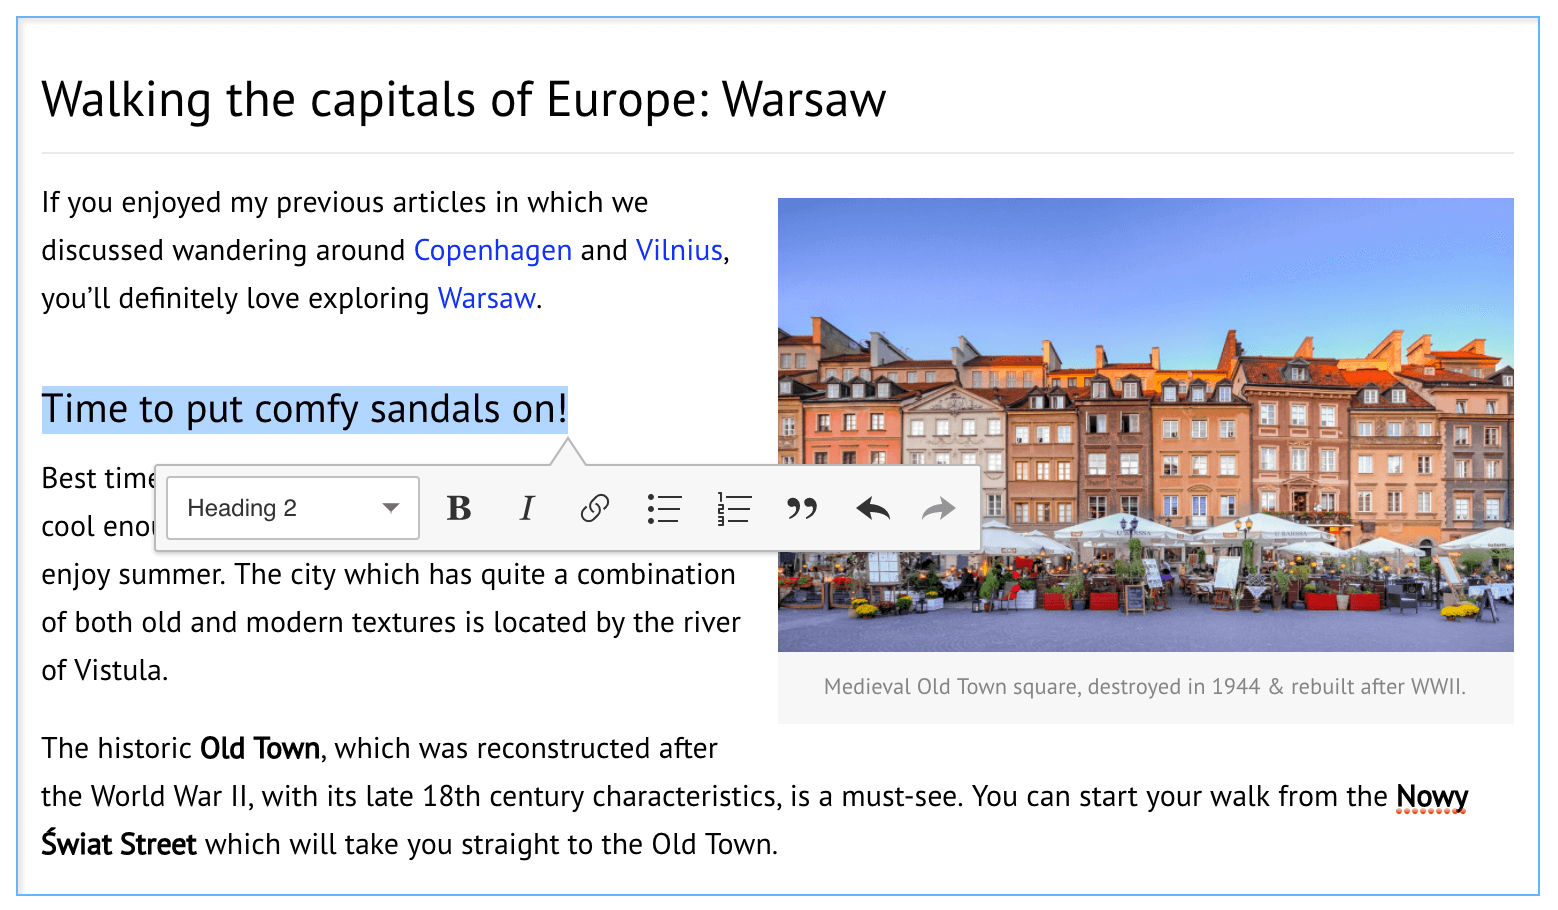 Walking the capitals of Europe: Warsaw
If you enjoyed my previous articles in which we
discussed wandering around Copenhagen and Vilnius,
you’ll definitely love exploring Warsaw.
Time to put comfy sandals on!
Best time
Heading 2
B I
cool
enjoy summer. The city which has quite a combination
of both old and modern textures is located by the river
of Vistula.
Medieval Old Town square, destroyed in 1944 & rebuilt after WWII.
The historic Old Town, which was reconstructed after
the World War II, with its late 18th century characteristics, is a must-see. You can start your walk from the Nowy
Świat Street which will take you straight to the Old Town.